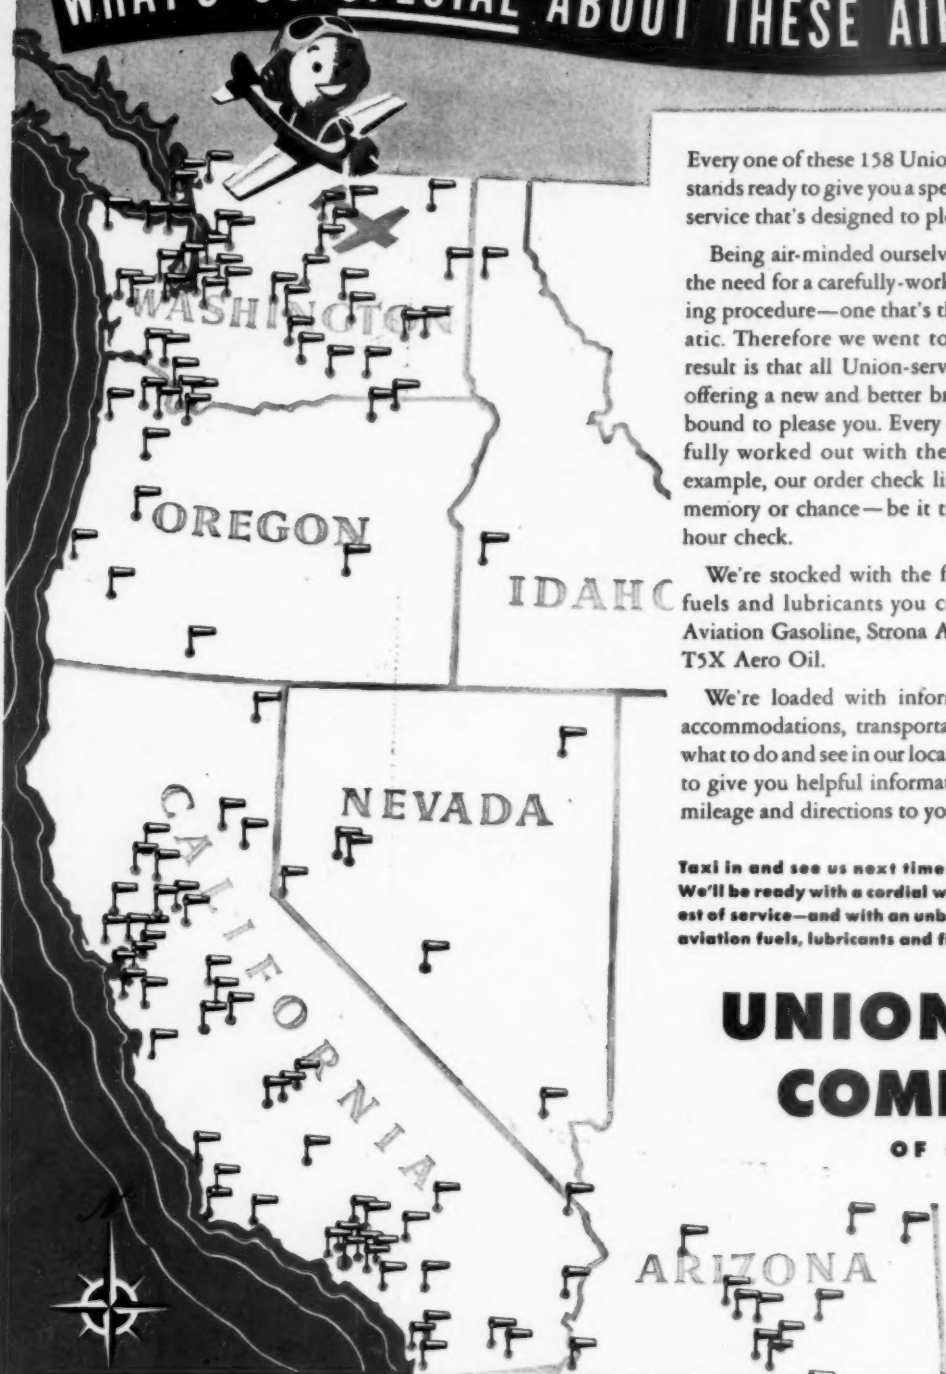 WHAT'S SO SPECIAL ABOUT THESE AI
Every one of these 158 Unio
stands ready to give you a spe
service that's designed to ple
Being air-minded ourselv
the need for a carefully-work
ing procedure—one that's th
atic. Therefore we went to
result is that all Union-serv
offering a new and better br
bound to please you. Every
fully worked out with the
example, our order check li
memory or chance—be it t
hour check.
We're stocked with the f
fuels and lubricants you c
Aviation Gasoline, Strona A
T5X Aero Oil.
We're loaded with inform
accommodations, transporta
what to do and see in our loca
to give you helpful informat
mileage and directions to yo
Taxi in and see us next time
We'll be ready with a cordial w
est of service—and with an unb
aviation fuels, lubricants and fi
UNION
COM
OF
WASHINGTON
OREGON
IDAHO
NEVADA
CALIFORNIA
ARIZONA
N